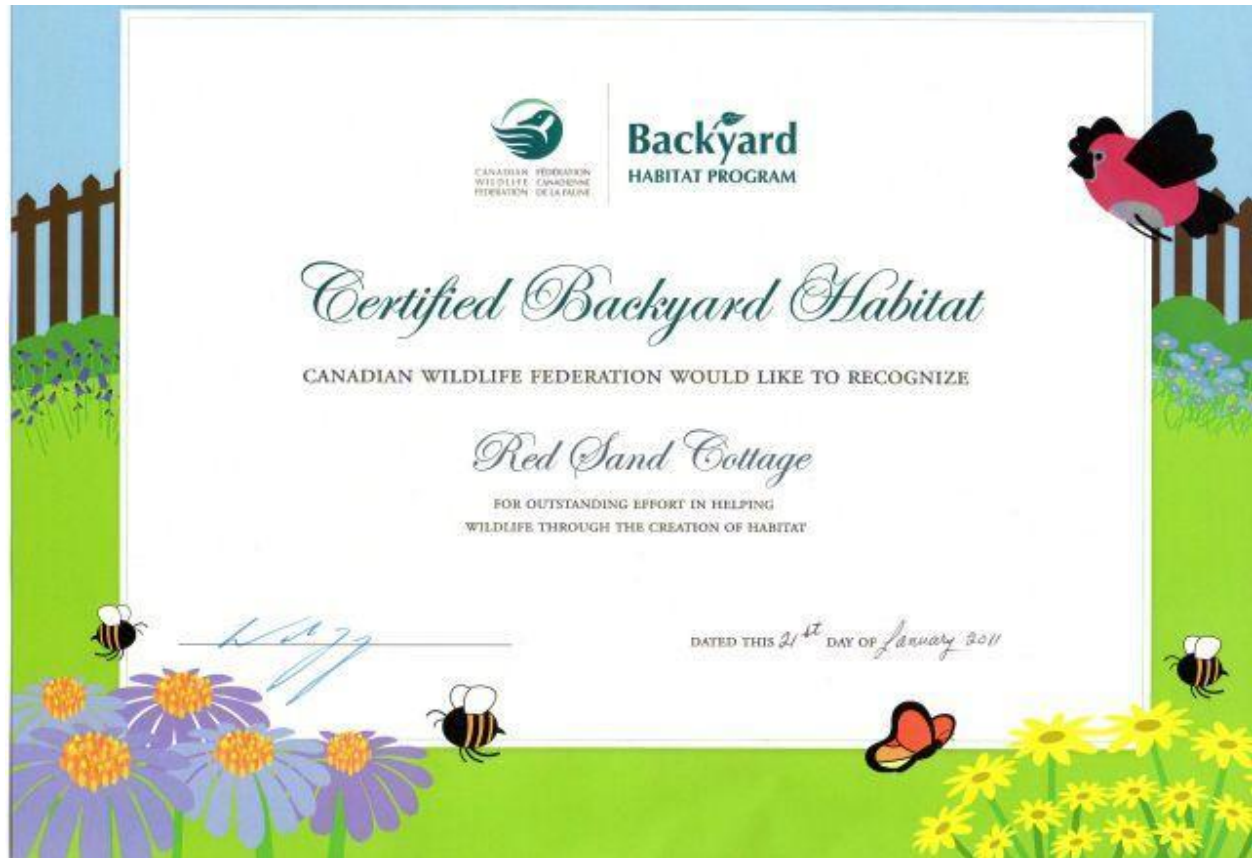 CANADIAN WILDLIFE FEDERATION
FÉDÉRATION CANADIENNE DE LA FAUNE
Backyard
HABITAT PROGRAM
Certified Backyard Habitat
CANADIAN WILDLIFE FEDERATION WOULD LIKE TO RECOGNIZE
Red Sand Cottage
FOR OUTSTANDING EFFORT IN HELPING
WILDLIFE THROUGH THE CREATION OF HABITAT
DATED THIS 21st DAY OF January 2011